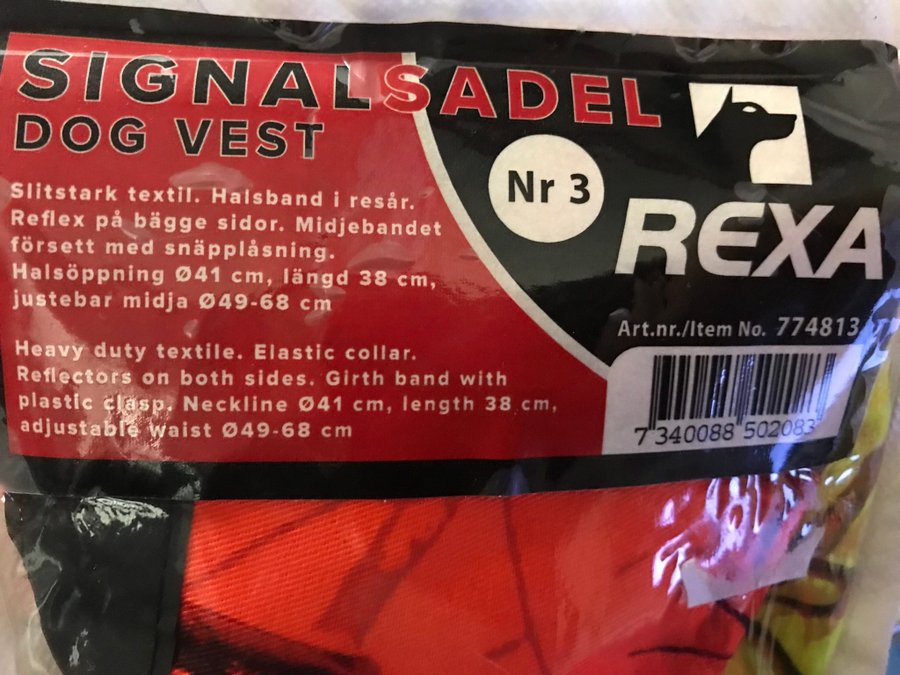 SIGNALSADEL
DOG VEST
Nr 3
REXA
Slitstark textil. Halsband i resår.
Reflex på bägge sidor. Midjebandet
försett med snäpplåsning.
Halsöppning Ø41 cm, längd 38 cm,
justebar midja Ø49-68 cm
Heavy duty textile. Elastic collar.
Reflectors on both sides. Girth band with
plastic clasp. Neckline Ø41 cm, length 38 cm,
adjustable waist Ø49-68 cm
Art.nr./Item No. 774813
7 340088 502083